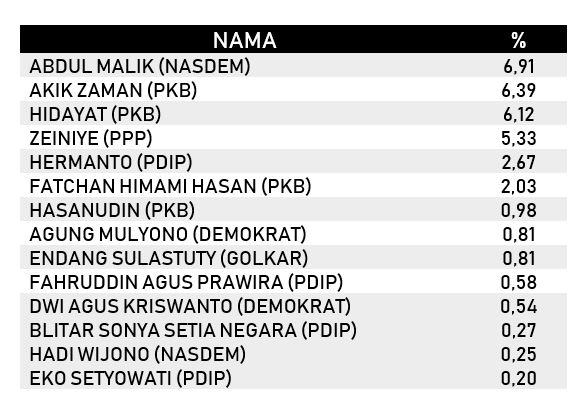 NAMA %
ABDUL MALIK (NASDEM) 6,91
AKIK ZAMAN (PKB) 6,39
HIDAYAT (PKB) 6,12
ZEINIYE (PPP) 5,33
HERMANTO (PDIP) 2,67
FATCHAN HIMAMI HASAN (PKB) 2,03
HASANUDIN (PKB) 0,98
AGUNG MULYONO (DEMOKRAT) 0,81
ENDANG SULASTUTY (GOLKAR) 0,81
FAHRUDDIN AGUS PRAWIRA (PDIP) 0,58
DWI AGUS KRISWANTO (DEMOKRAT) 0,54
BLITAR SONYA SETIA NEGARA (PDIP) 0,27
HADI WIJONO (NASDEM) 0,25
EKO SETYOWATI (PDIP) 0,20